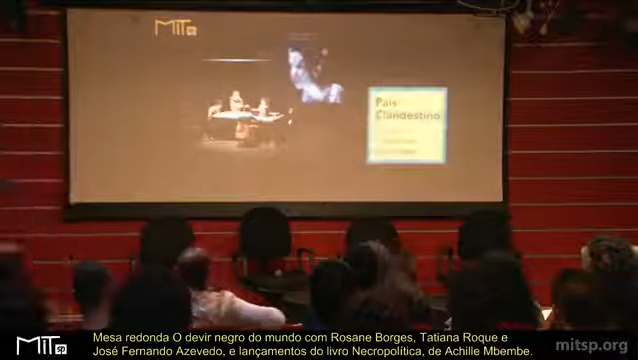 MITsp
País
Clandestino
MITsp
Mesa redonda O devir negro do mundo com Rosane Borges, Tatiana Roque e
José Fernando Azevedo, e lançamentos do livro Necropolítica, de Achille Mbembe.
mitsp.org